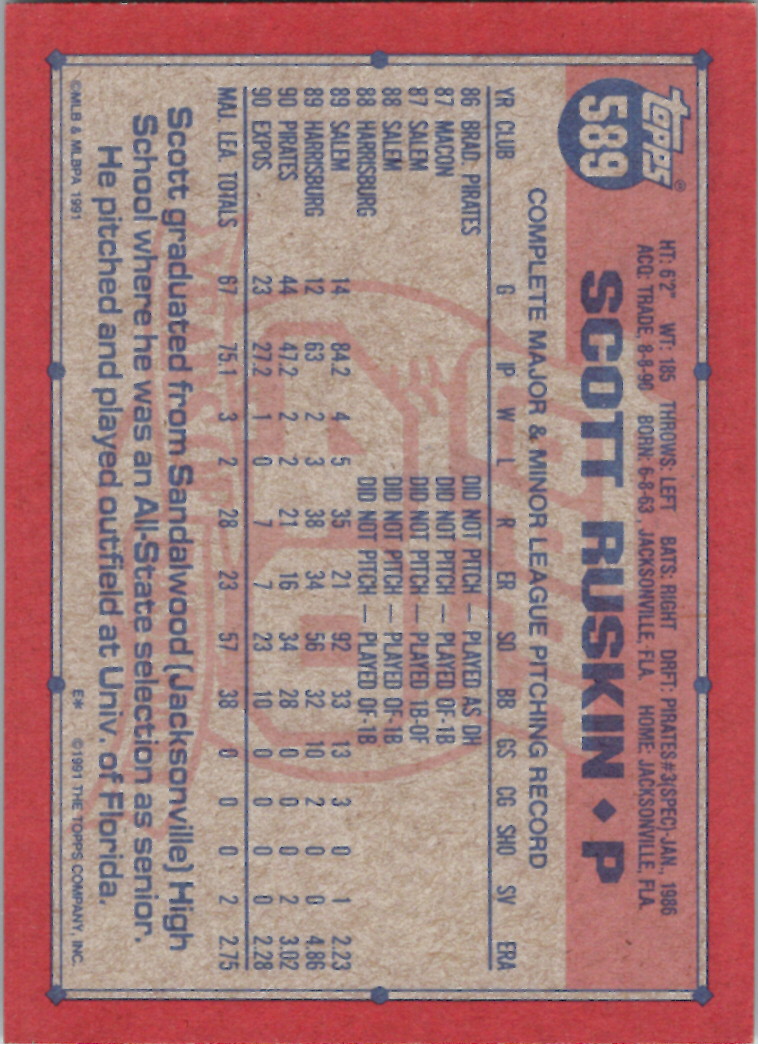 topps®
589
HT: 6'2" WT: 185 THROWS: LEFT BATS: RIGHT DRFT: PIRATES #3(SPEC)-JAN., 1986
ACQ: TRADE, 8-8-90 BORN: 6-8-63, JACKSONVILLE, FLA. HOME: JACKSONVILLE, FLA.
SCOTT RUSKIN ♦ P
COMPLETE MAJOR & MINOR LEAGUE PITCHING RECORD
YR CLUB G IP W L R ER SO BB GS CG SHO SV ERA
86 BRAD. PIRATES DID NOT PITCH — PLAYED AS DH
87 MACON DID NOT PITCH — PLAYED OF-1B
87 SALEM DID NOT PITCH — PLAYED 1B-OF
88 SALEM DID NOT PITCH — PLAYED OF-1B
88 HARRISBURG DID NOT PITCH — PLAYED OF-1B
89 SALEM 14 84.2 4 5 35 21 92 33 13 3 0 1 2.23
89 HARRISBURG 12 63 2 3 38 34 56 32 10 2 0 0 4.86
90 PIRATES 44 47.2 2 2 21 16 34 28 0 0 0 2 3.02
90 EXPOS 23 27.2 1 0 7 7 23 10 0 0 0 0 2.28
MAJ. LEA. TOTALS 67 75.1 3 2 28 23 57 38 0 0 0 2 2.75
Scott graduated from Sandalwood (Jacksonville) High
School where he was an All-State selection as senior.
He pitched and played outfield at Univ. of Florida.
©MLB & MLBPA 1991 E* ©1991 THE TOPPS COMPANY, INC.